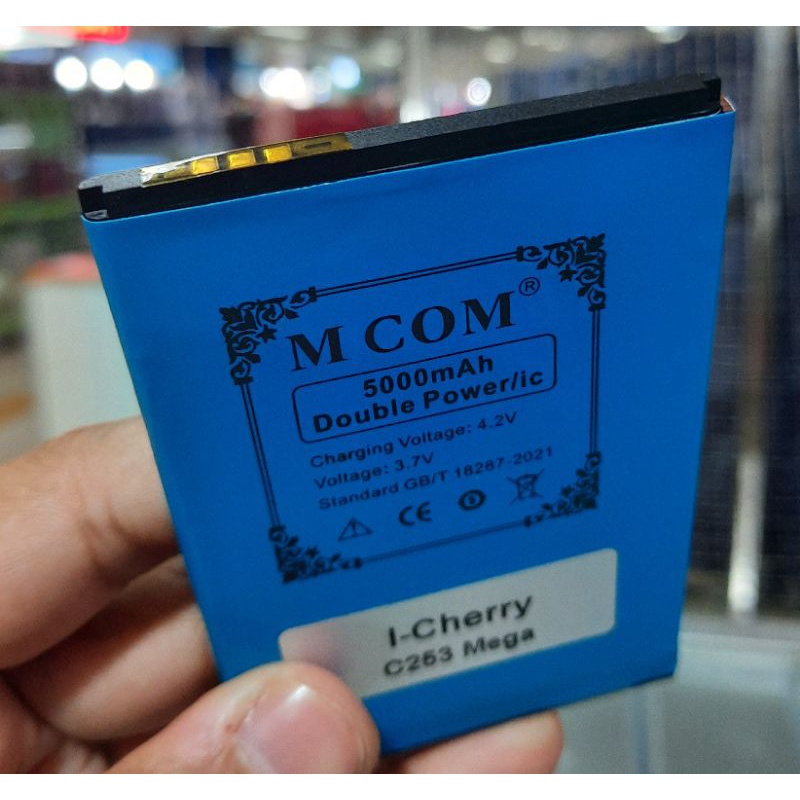 M COM®
5000mAh
Double Power/ic
Charging Voltage: 4.2V
Voltage: 3.7V
Standard GB/T 18287-2021
CE
I-Cherry
C253 Mega